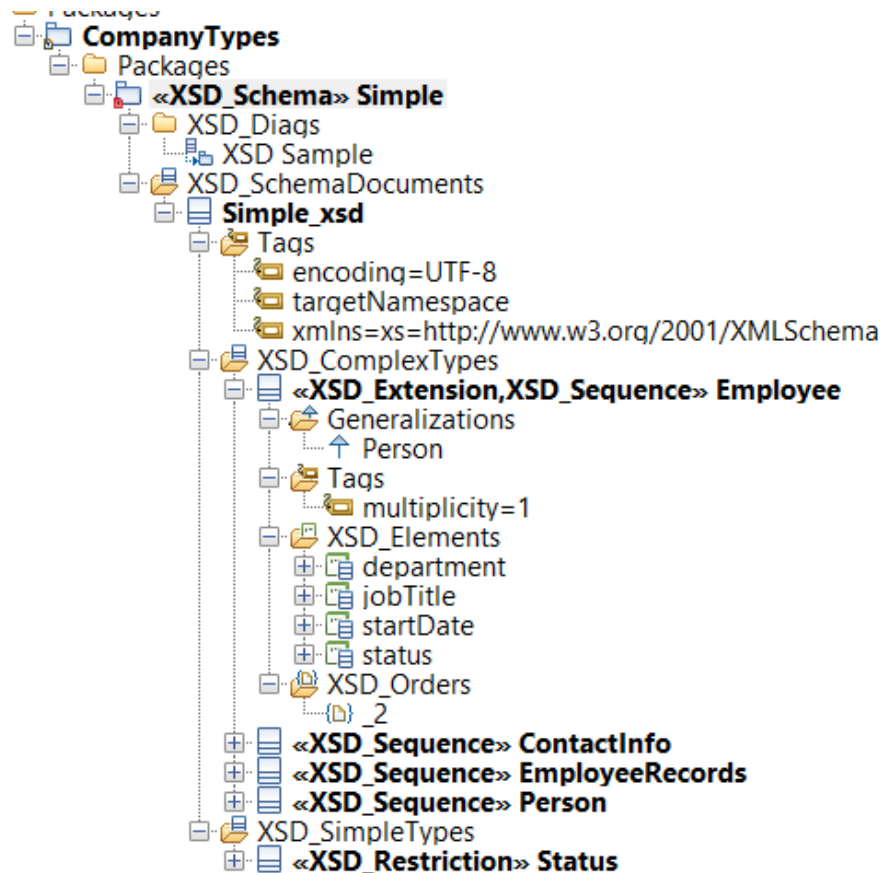 Packages
CompanyTypes
Packages
«XSD_Schema» Simple
XSD_Diags
XSD Sample
XSD_SchemaDocuments
Simple_xsd
Tags
encoding=UTF-8
targetNamespace
xmlns=xs=http://www.w3.org/2001/XMLSchema
XSD_ComplexTypes
«XSD_Extension,XSD_Sequence» Employee
Generalizations
Person
Tags
multiplicity=1
XSD_Elements
department
jobTitle
startDate
status
XSD_Orders
_2
«XSD_Sequence» ContactInfo
«XSD_Sequence» EmployeeRecords
«XSD_Sequence» Person
XSD_SimpleTypes
«XSD_Restriction» Status